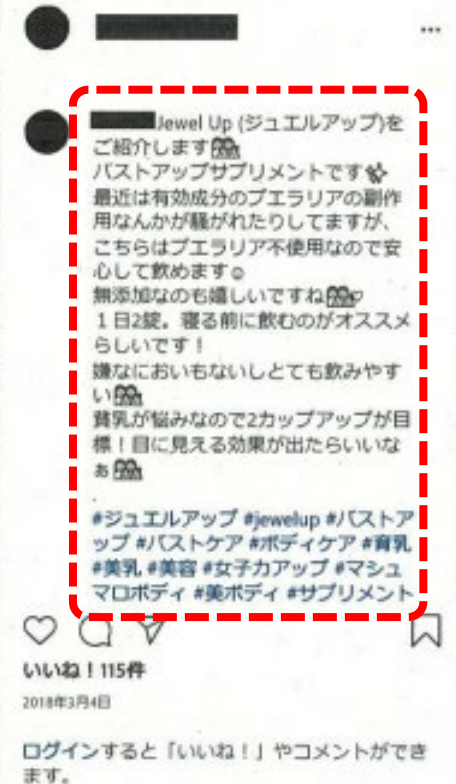 Jewel Up (ジュエルアップ)を
ご紹介します
バストアップサプリメントです
最近は有効成分のプエラリアの副作
用なんかが騒がれたりしてますが、
こちらはプエラリア不使用なので安
心して飲めます☺
無添加なのも嬉しいですね
1日2錠。寝る前に飲むのがオススメ
らしいです！
嫌なにおいもないしとても飲みやす
い
貧乳が悩みなので2カップアップが目
標！目に見える効果が出たらいいな
ぁ
.
#ジュエルアップ #jewelup #バストア
ップ #バストケア #ボディケア #育乳
#美乳 #美容 #女子力アップ #マシュ
マロボディ #美ボディ #サプリメント
いいね！115件
2018年3月4日
ログインすると「いいね！」やコメントができ
ます。